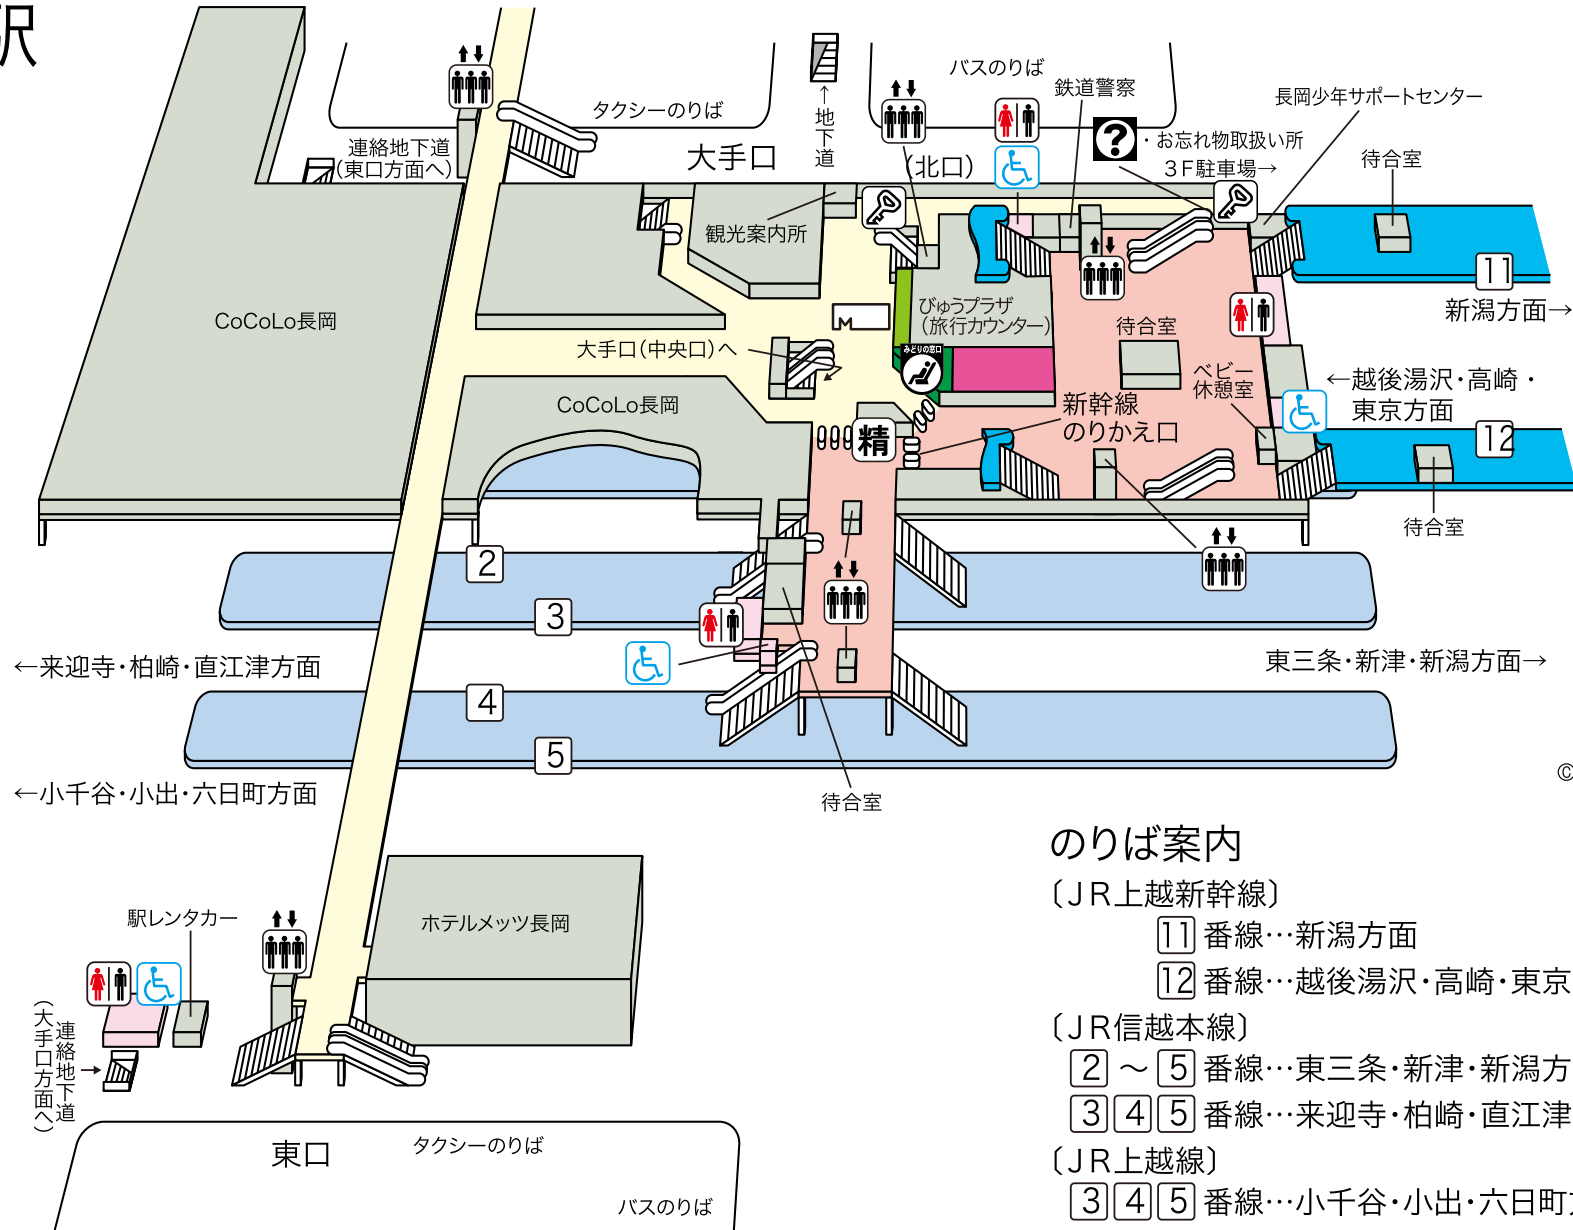 駅
バスのりば
鉄道警察
タクシーのりば
長岡少年サポートセンター
↑地下道
連絡地下道
(東口方面へ)
大手口
(北口)
?
・お忘れ物取扱い所
3F駐車場→
待合室
観光案内所
11
新潟方面→
CoCoLo長岡
びゅうプラザ
(旅行カウンター)
待合室
大手口(中央口)へ
みどりの窓口
ベビー
休憩室
←越後湯沢・高崎・
東京方面
CoCoLo長岡
新幹線
のりかえ口
精
12
待合室
2
3
←来迎寺・柏崎・直江津方面
東三条・新津・新潟方面→
4
5
←小千谷・小出・六日町方面
待合室
©
のりば案内
〔JR上越新幹線〕
11番線…新潟方面
12番線…越後湯沢・高崎・東京
〔JR信越本線〕
2～5番線…東三条・新津・新潟方
345番線…来迎寺・柏崎・直江津
〔JR上越線〕
345番線…小千谷・小出・六日町
駅レンタカー
ホテルメッツ長岡
連絡地下道
(大手口方面へ)
東口
タクシーのりば
バスのりば